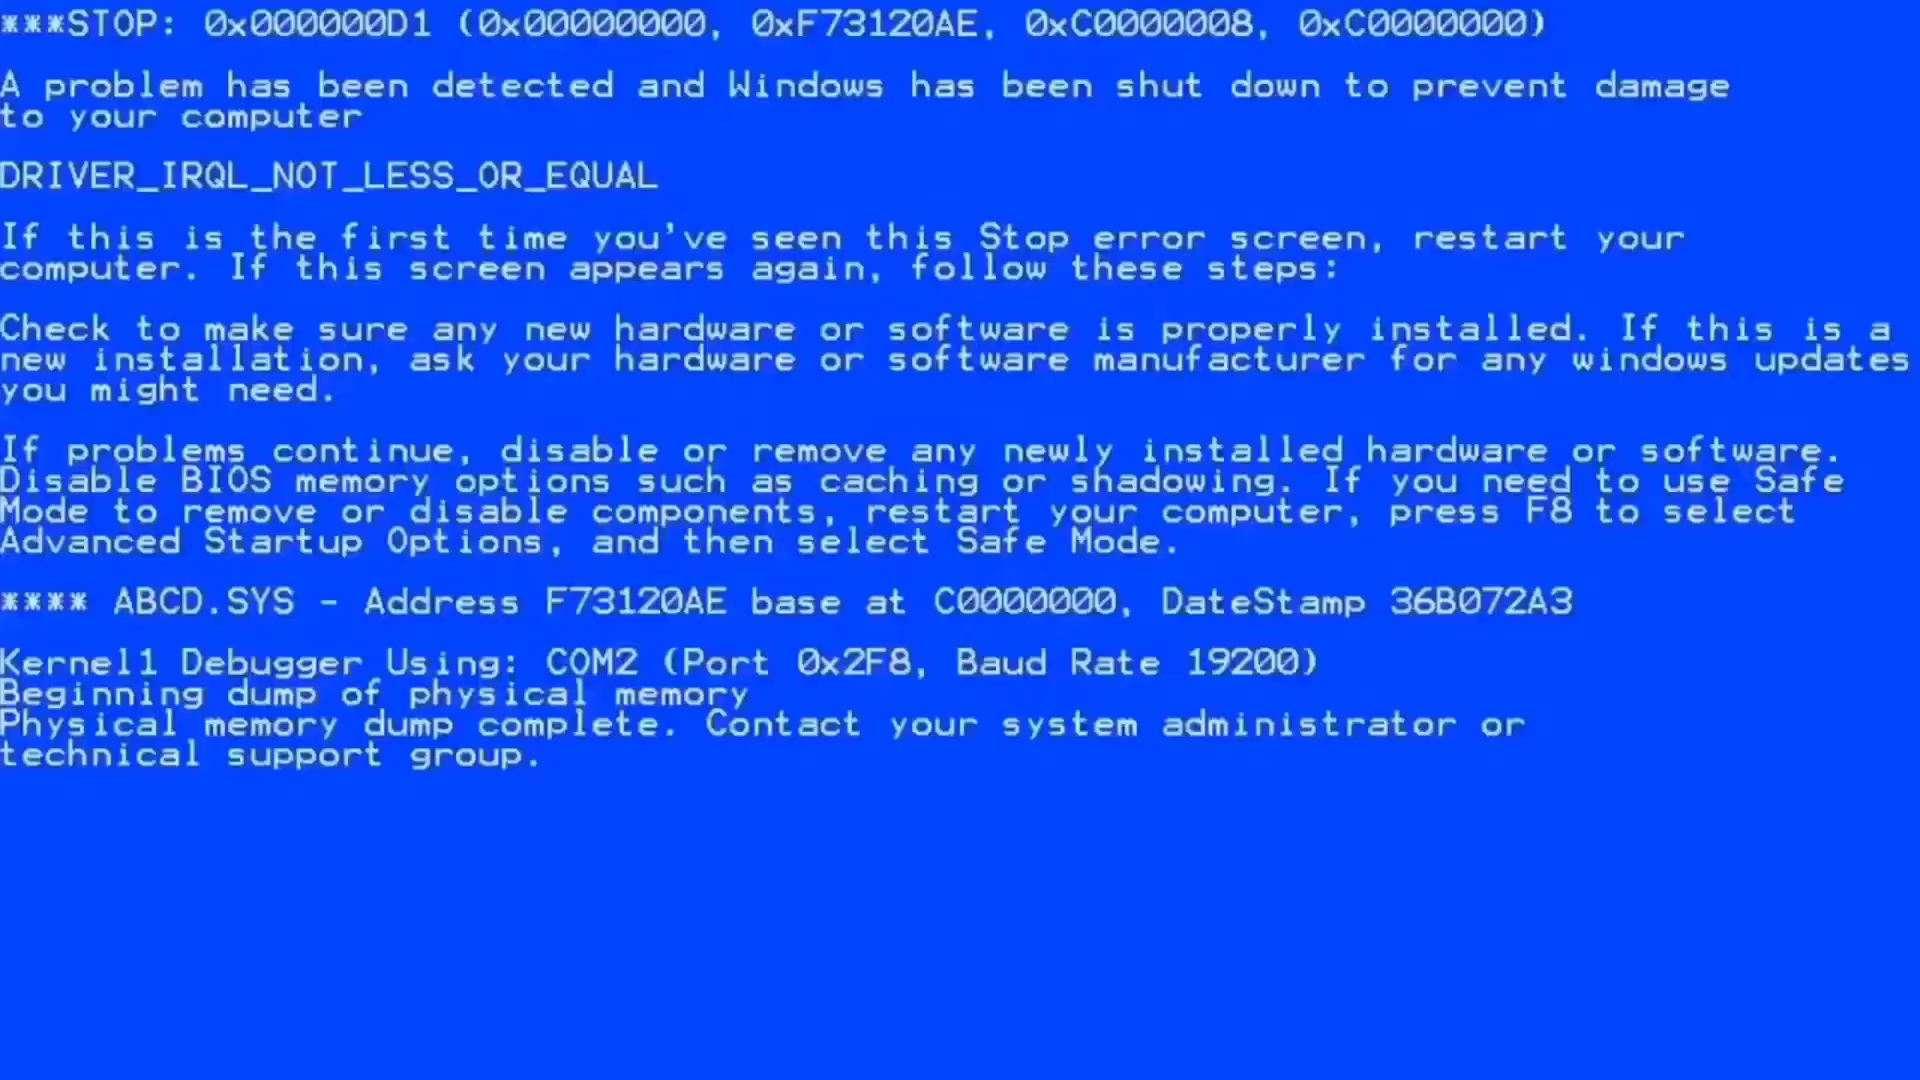 ***STOP: 0x000000D1 (0x00000000, 0xF73120AE, 0xC0000008, 0xC0000000)
A problem has been detected and Windows has been shut down to prevent damage
to your computer
DRIVER_IRQL_NOT_LESS_OR_EQUAL
If this is the first time you've seen this Stop error screen, restart your
computer. If this screen appears again, follow these steps:
Check to make sure any new hardware or software is properly installed. If this is a
new installation, ask your hardware or software manufacturer for any windows updates
you might need.
If problems continue, disable or remove any newly installed hardware or software.
Disable BIOS memory options such as caching or shadowing. If you need to use Safe
Mode to remove or disable components, restart your computer, press F8 to select
Advanced Startup Options, and then select Safe Mode.
**** ABCD.SYS - Address F73120AE base at C0000000, DateStamp 36B072A3
Kernel1 Debugger Using: COM2 (Port 0x2F8, Baud Rate 19200)
Beginning dump of physical memory
Physical memory dump complete. Contact your system administrator or
technical support group.